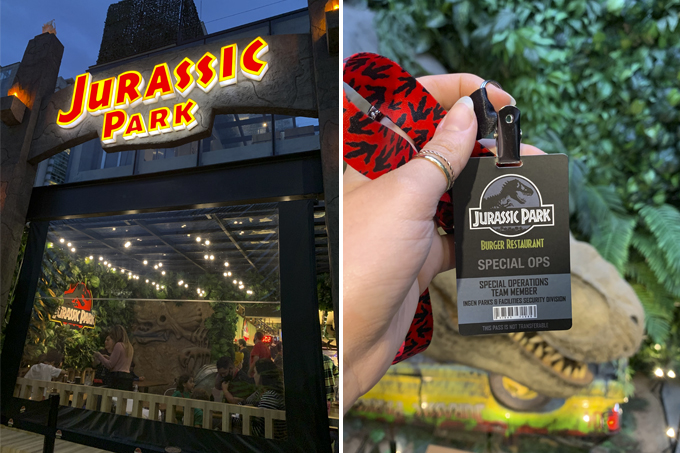 JURASSIC
PARK
JURASSIC
PARK
JURASSIC PARK
BURGER RESTAURANT
SPECIAL OPS
SPECIAL OPERATIONS
TEAM MEMBER
INGEN PARKS & FACILITIES SECURITY DIVISION
THIS PASS IS NOT TRANSFERABLE